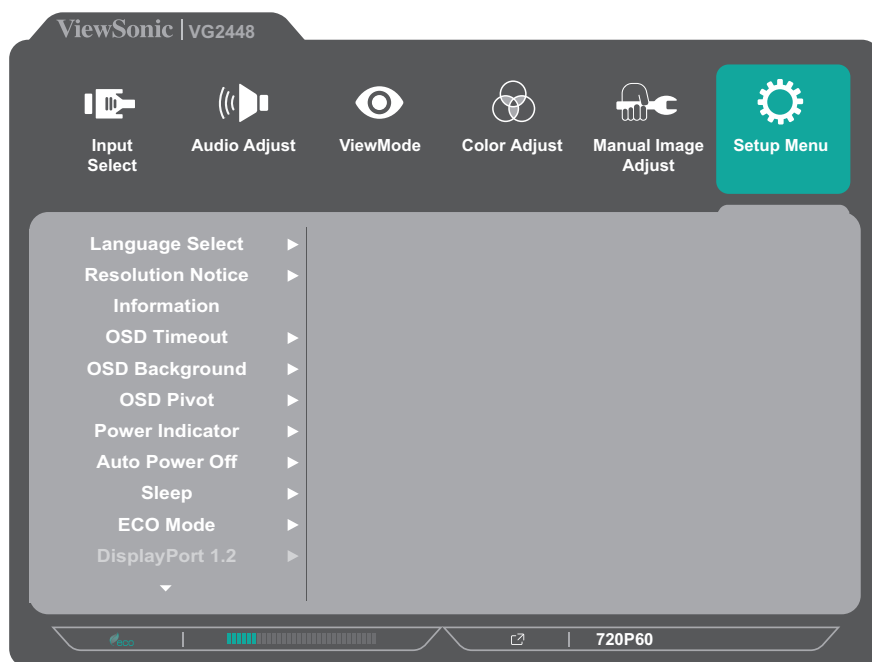 ViewSonic | VG2448
Input
Select
Audio Adjust
ViewMode
Color Adjust
Manual Image
Adjust
Setup Menu
Language Select
Resolution Notice
Information
OSD Timeout
OSD Background
OSD Pivot
Power Indicator
Auto Power Off
Sleep
ECO Mode
DisplayPort 1.2
eco | 720P60